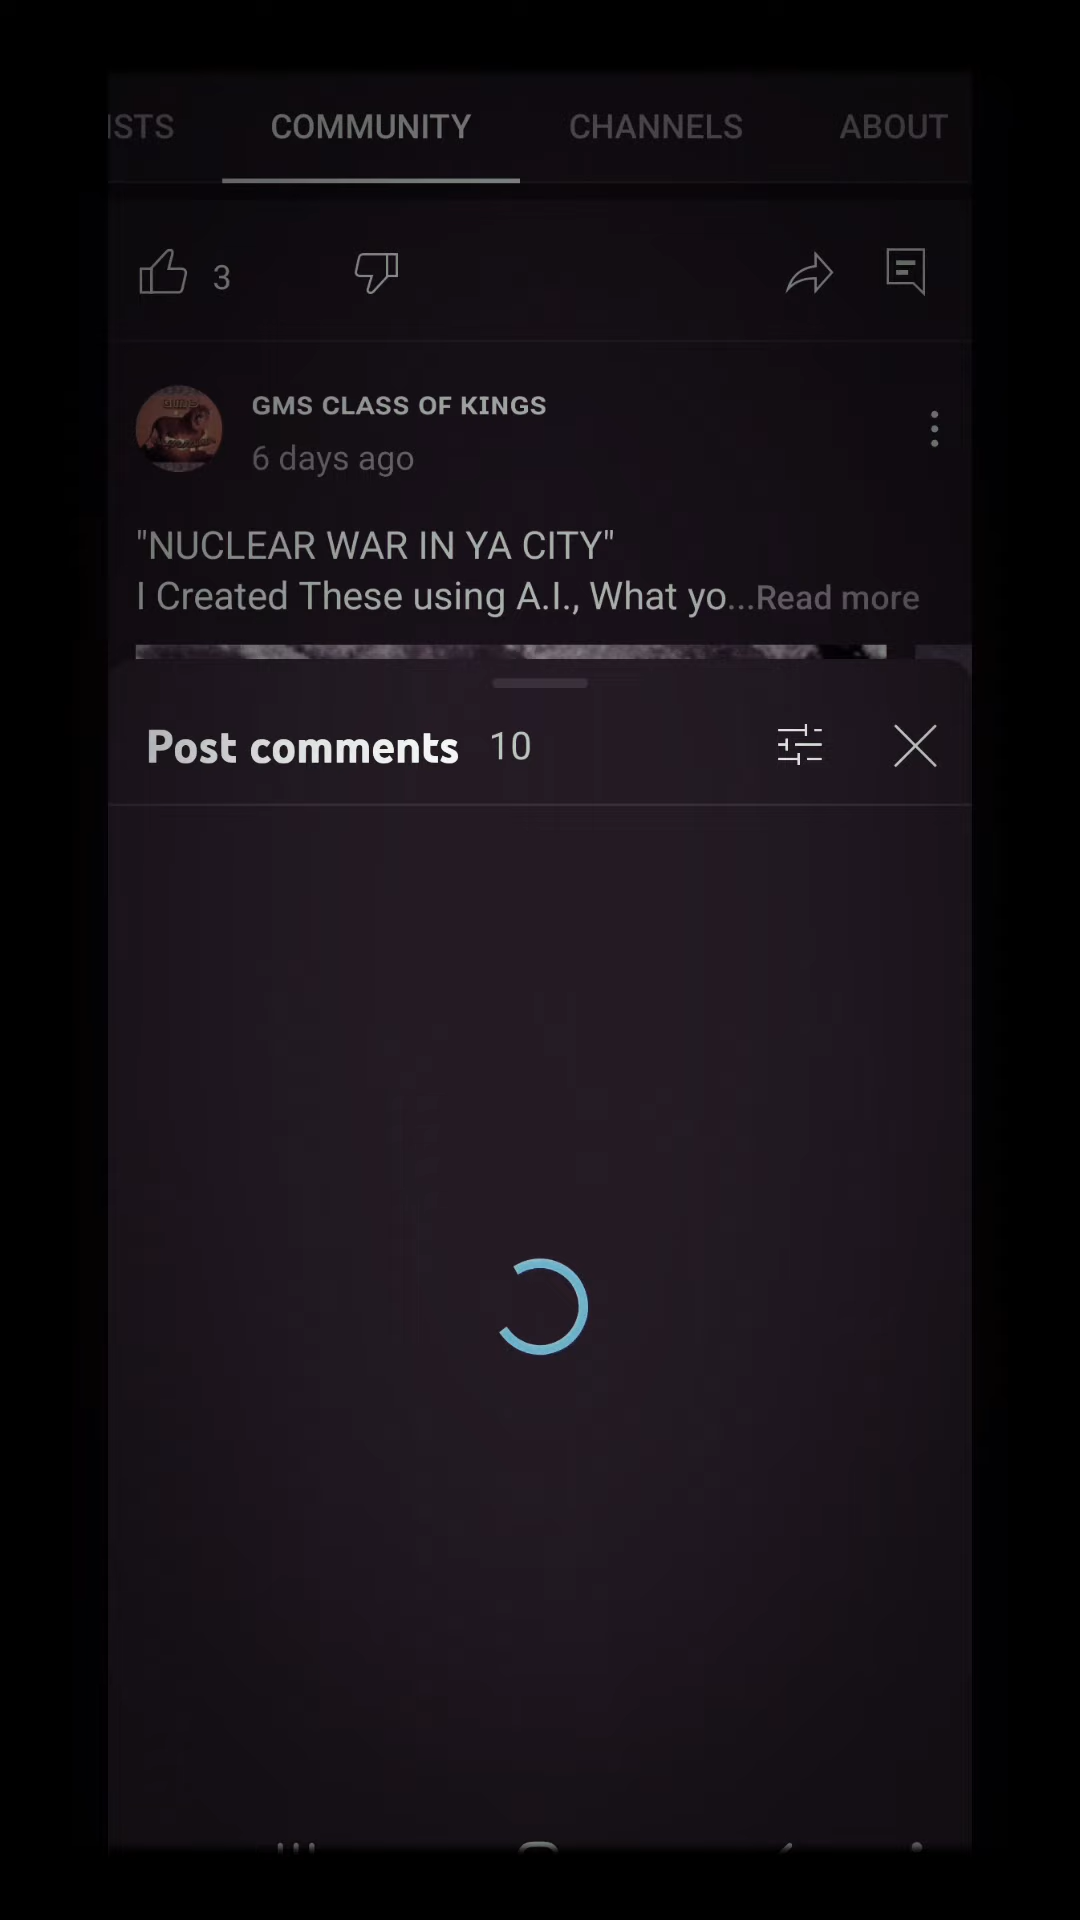 ISTS COMMUNITY CHANNELS ABOUT
3
GMS CLASS OF KINGS
6 days ago
"NUCLEAR WAR IN YA CITY"
I Created These using A.I., What yo...Read more
Post comments 10